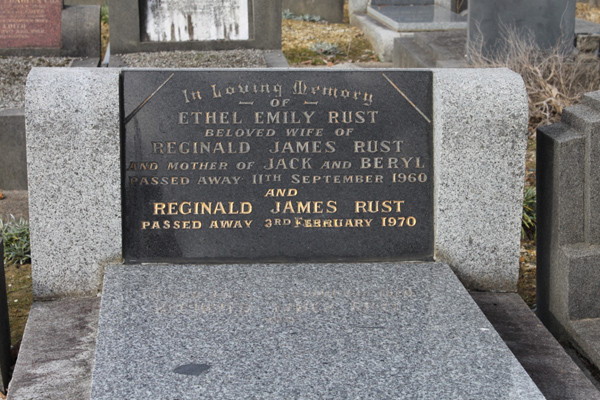 In Loving Memory
— OF —
ETHEL EMILY RUST
BELOVED WIFE OF
REGINALD JAMES RUST
AND MOTHER OF JACK AND BERYL
PASSED AWAY 11TH SEPTEMBER 1960
AND
REGINALD JAMES RUST
PASSED AWAY 3RD FEBRUARY 1970